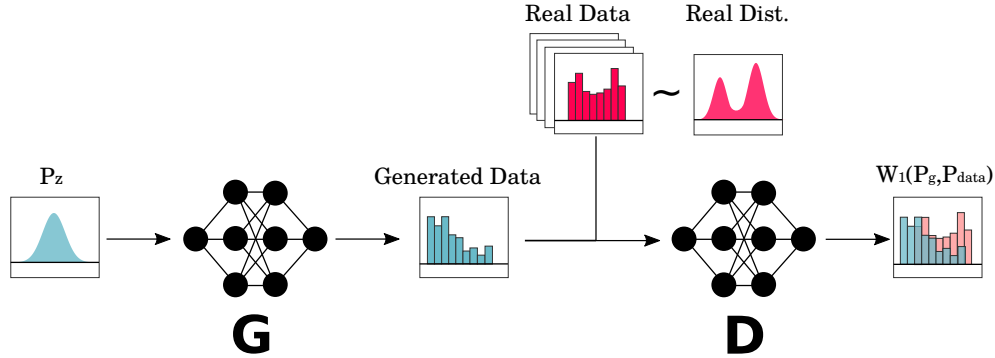 Real Data
Real Dist.
~
Pz
Generated Data
W₁(Pg,Pdata)
G
D